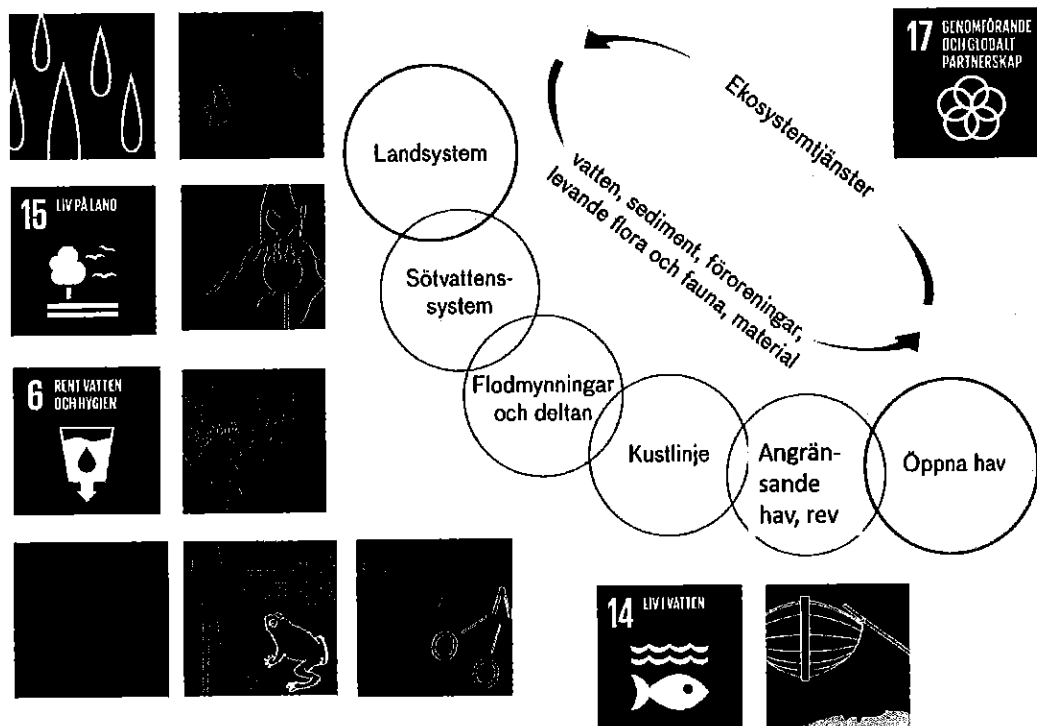 17 GENOMFÖRANDE
OCH GLOBALT
PARTNERSKAP
Ekosystemtjänster
vatten, sediment, föroreningar,
levande flora och fauna, material
Landsystem
15 LIV PÅ LAND
Sötvattens-
system
6 RENT VATTEN
OCH HYGIEN
Flodmynningar
och deltan
Kustlinje
Angrän-
sande
hav, rev
Öppna hav
14 LIV I VATTEN